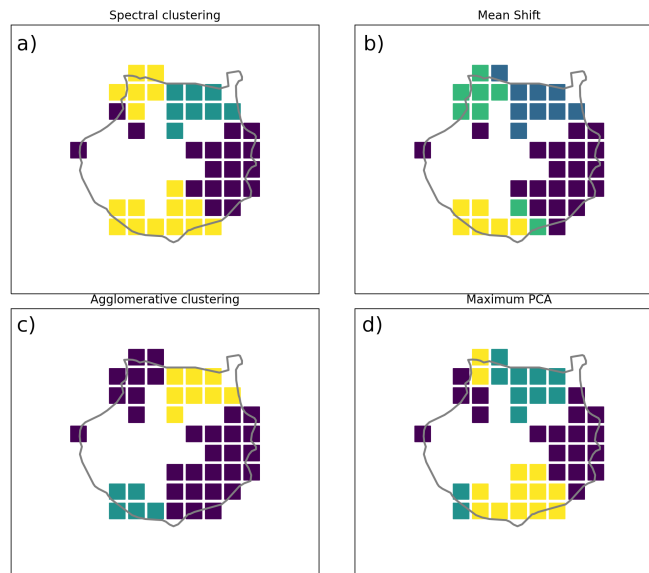 Spectral clustering
Mean Shift
a)
b)
Agglomerative clustering
Maximum PCA
c)
d)